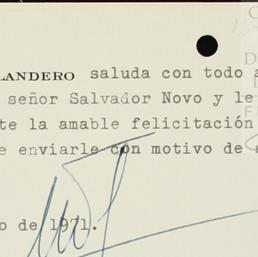 LANDERO saluda con todo a
señor Salvador Novo y le
te la amable felicitación
e enviarle con motivo de
o de 1971.